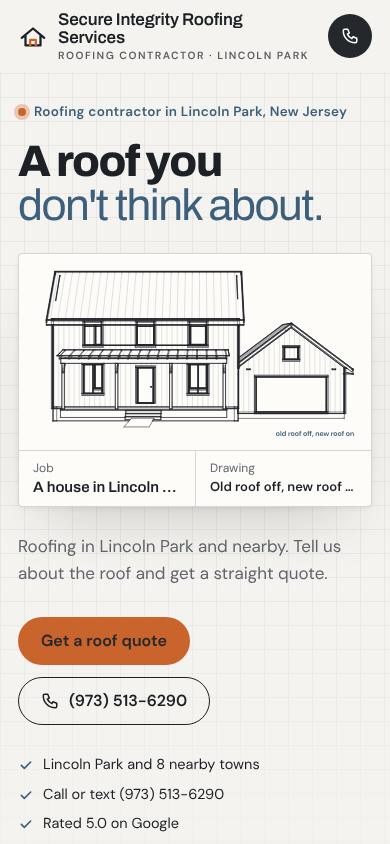 Secure Integrity Roofing
Services
ROOFING CONTRACTOR · LINCOLN PARK
Roofing contractor in Lincoln Park, New Jersey
A roof you
don't think about.
old roof off, new roof on
Job
A house in Lincoln ...
Drawing
Old roof off, new roof ...
Roofing in Lincoln Park and nearby. Tell us
about the roof and get a straight quote.
Get a roof quote
(973) 513-6290
Lincoln Park and 8 nearby towns
Call or text (973) 513-6290
Rated 5.0 on Google